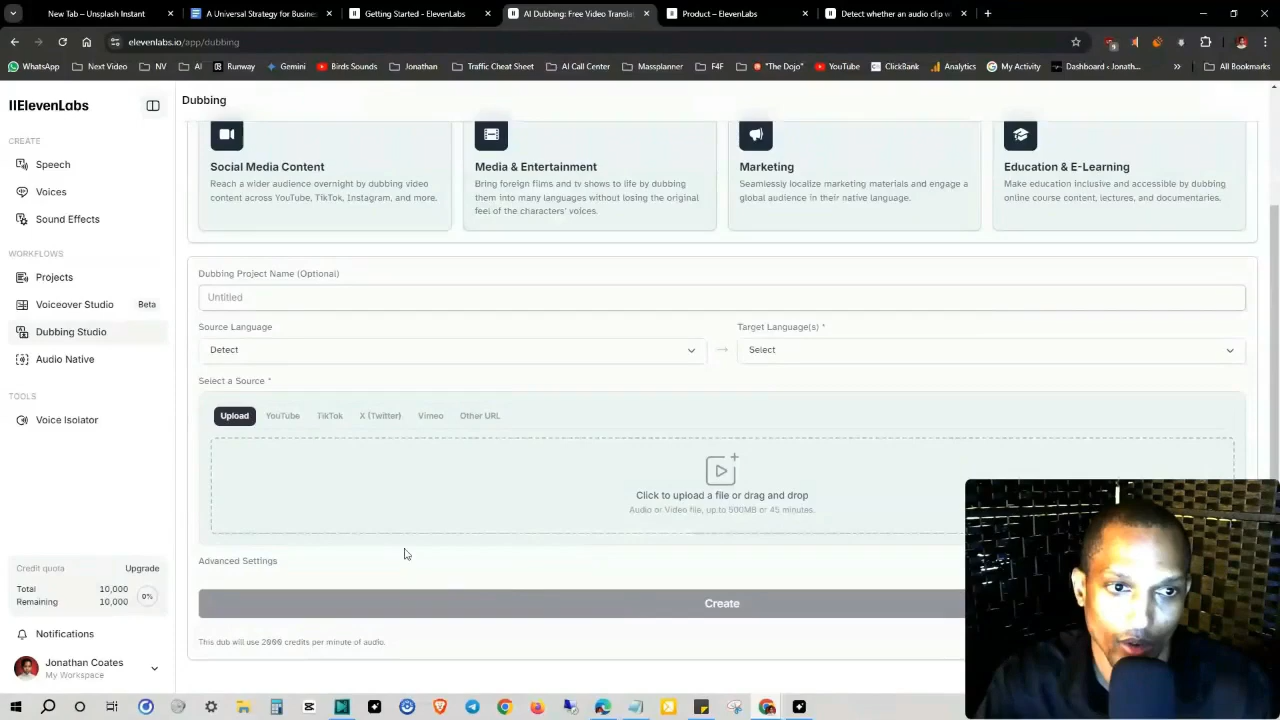 New Tab – Unsplash Instant
A Universal Strategy for Busines
Getting Started - ElevenLabs
AI Dubbing: Free Video Transla
Product – ElevenLabs
Detect whether an audio clip w
elevenlabs.io/app/dubbing
WhatsApp
Next Video
NV
AI
Runway
Gemini
Birds Sounds
Jonathan
Traffic Cheat Sheet
AI Call Center
Massplanner
F4F
"The Dojo"
YouTube
ClickBank
Analytics
My Activity
Dashboard ‹ Jonath...
All Bookmarks
IIElevenLabs
Dubbing
CREATE
Speech
Voices
Sound Effects
WORKFLOWS
Projects
Voiceover Studio Beta
Dubbing Studio
Audio Native
TOOLS
Voice Isolator
Credit quota Upgrade
Total 10,000
Remaining 10,000
0%
Notifications
Jonathan Coates
My Workspace
Social Media Content
Reach a wider audience overnight by dubbing video
content across YouTube, TikTok, Instagram, and more.
Media & Entertainment
Bring foreign films and tv shows to life by dubbing
them into many languages without losing the original
feel of the characters' voices.
Marketing
Seamlessly localize marketing materials and engage a
global audience in their native language.
Education & E-Learning
Make education inclusive and accessible by dubbing
online course content, lectures, and documentaries.
Dubbing Project Name (Optional)
Untitled
Source Language
Detect
Target Language(s) *
Select
Select a Source *
Upload YouTube TikTok X (Twitter) Vimeo Other URL
Click to upload a file or drag and drop
Audio or Video file, up to 500MB or 45 minutes.
Advanced Settings
Create
This dub will use 2000 credits per minute of audio.